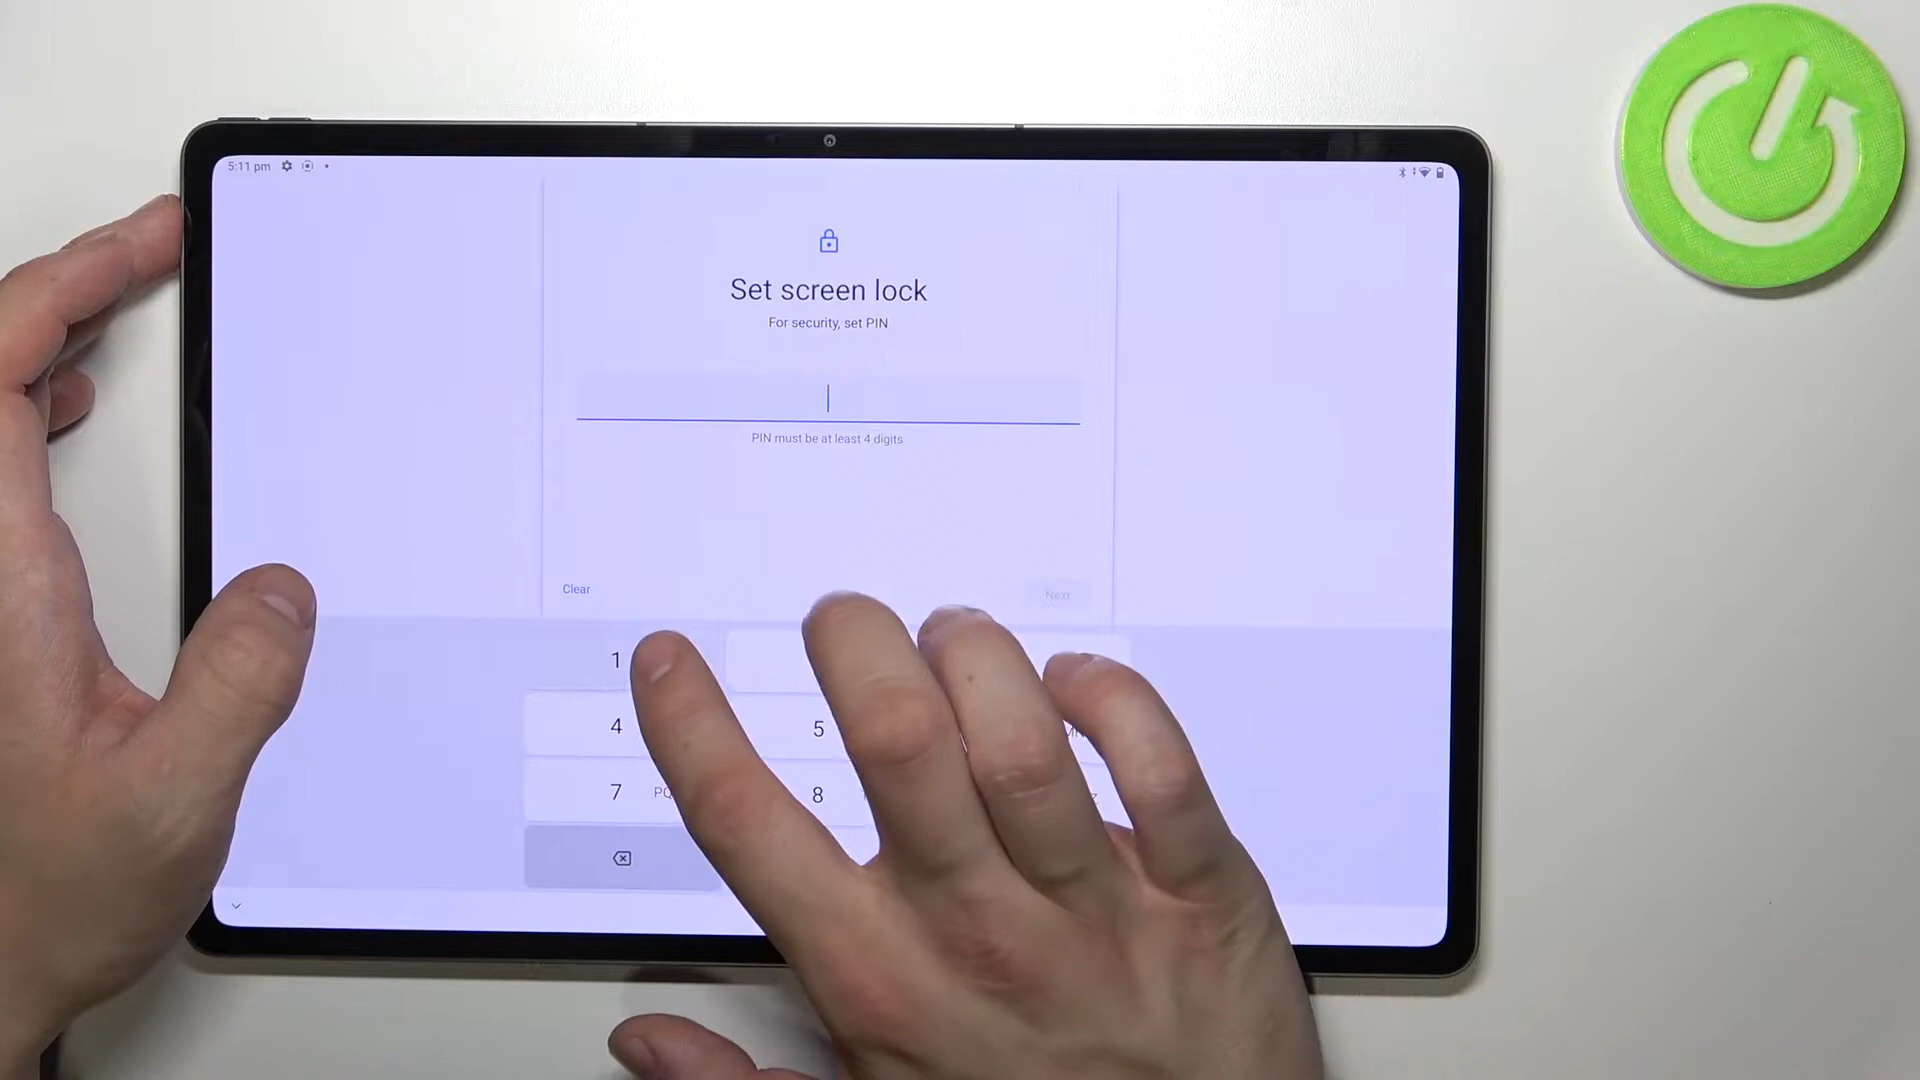 5:11 pm
Set screen lock
For security, set PIN
PIN must be at least 4 digits
Clear
Next
1
4
5
7
8